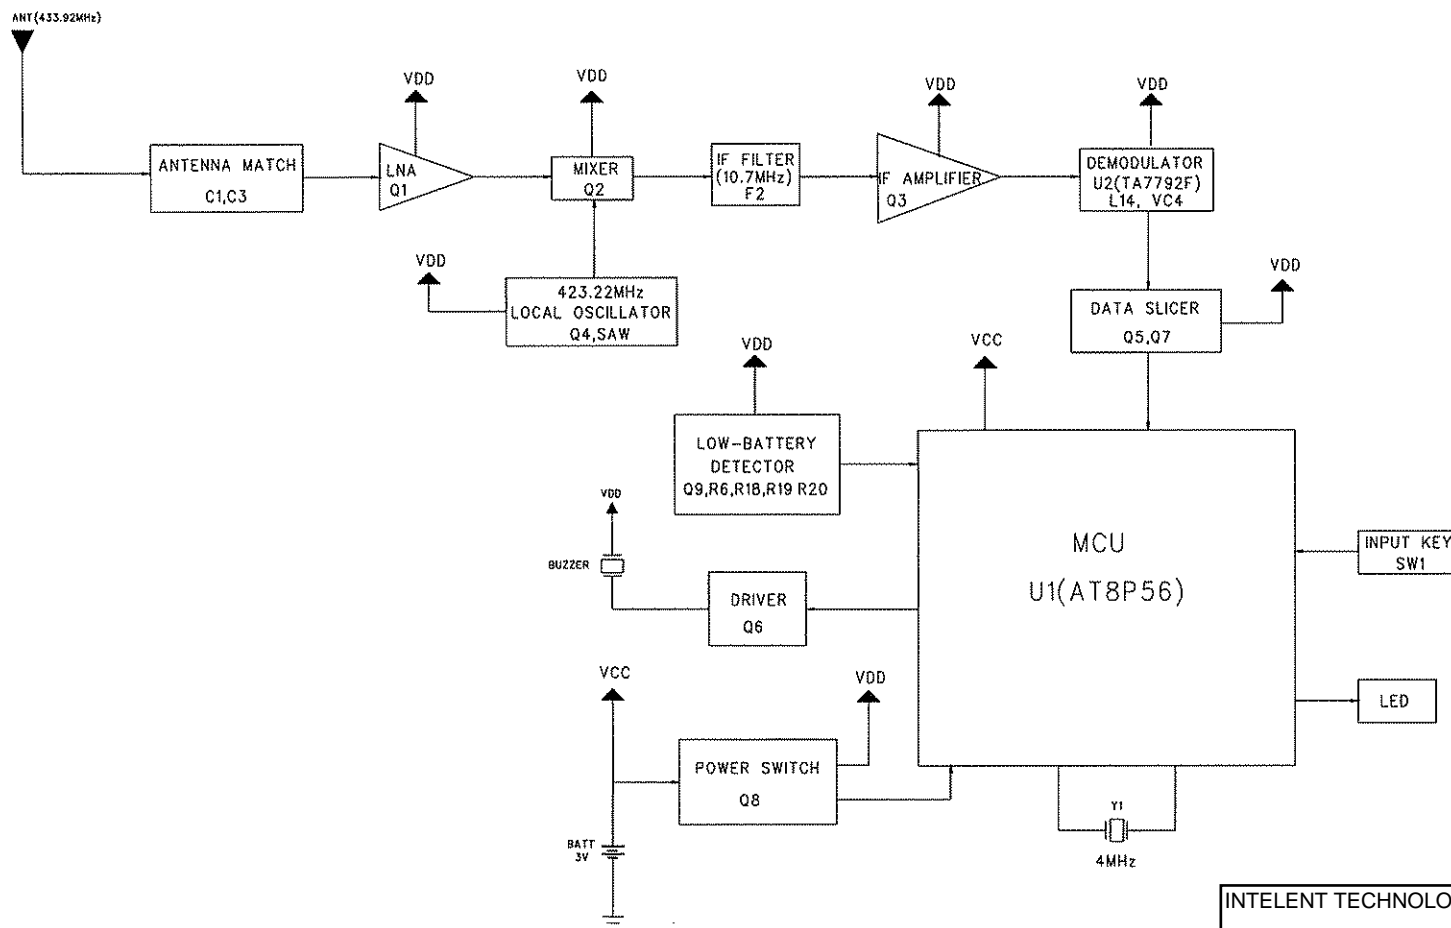 ANT(433.92MHz)
VDD
VDD
VDD
VDD
ANTENNA MATCH
C1,C3
LNA
Q1
MIXER
Q2
IF FILTER
(10.7MHz)
F2
IF AMPLIFIER
Q3
DEMODULATOR
U2(TA7792F)
L14, VC4
VDD
423.22MHz
LOCAL OSCILLATOR
Q4,SAW
VDD
DATA SLICER
Q5,Q7
VDD
VCC
LOW-BATTERY
DETECTOR
Q9,R6,R18,R19 R20
VDD
BUZZER
DRIVER
Q6
MCU
U1(AT8P56)
INPUT KEY
SW1
VCC
VDD
POWER SWITCH
Q8
LED
BATT
3V
Y1
4MHz
INTELENT TECHNOLO